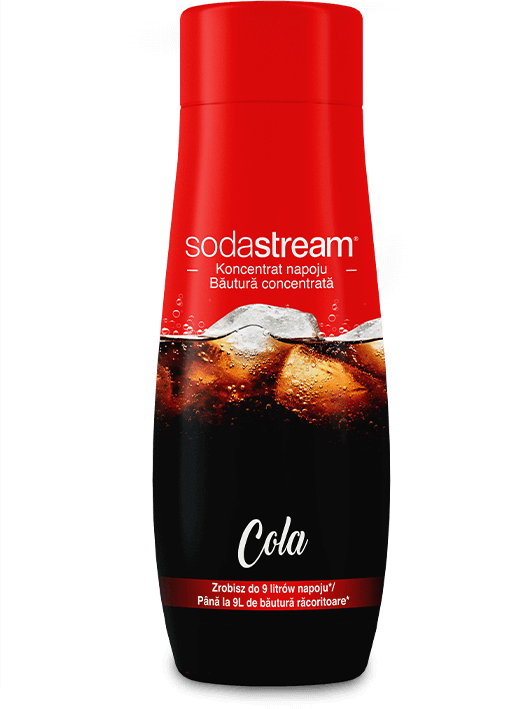 sodastream®
Koncentrat napoju
Băutură concentrată
Cola
Zrobisz do 9 litrów napoju*/
Până la 9L de băutură răcoritoare*